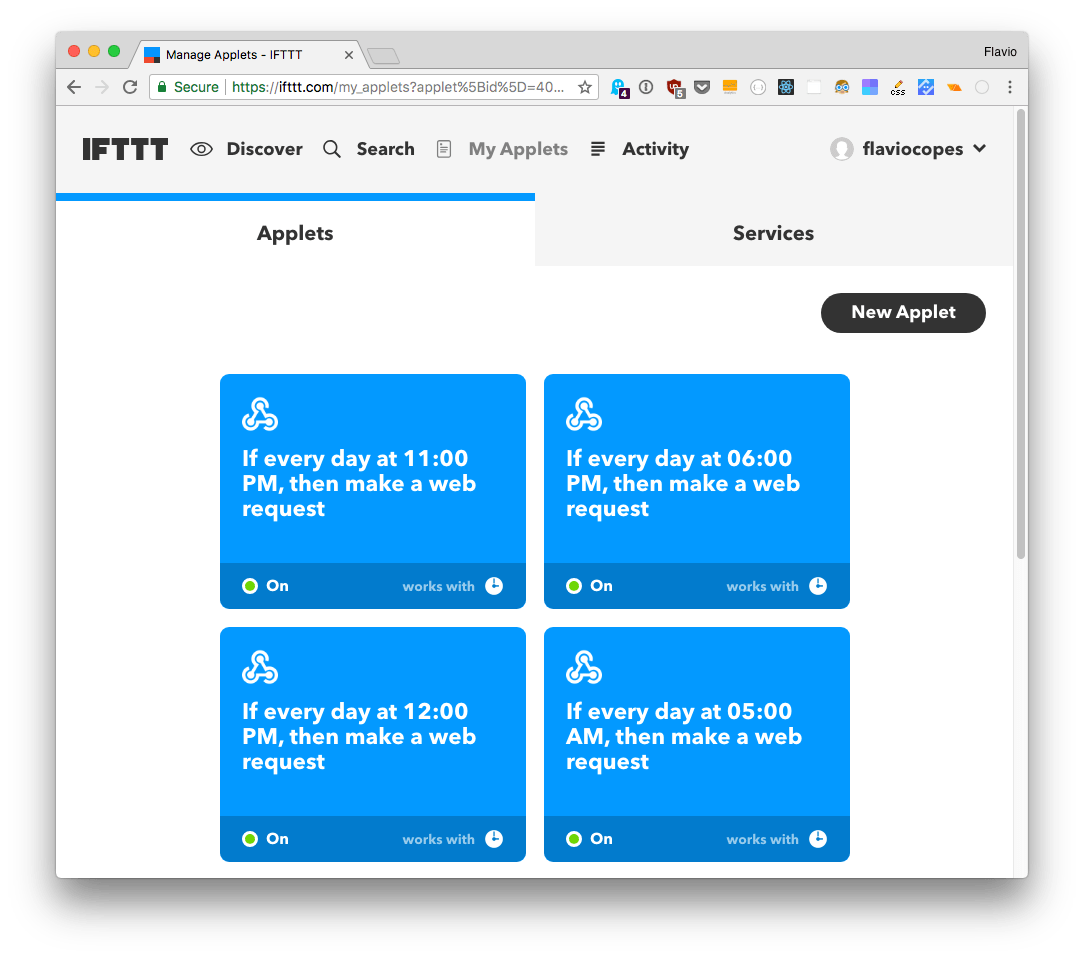 Manage Applets - IFTTT
Flavio
Secure https://ifttt.com/my_applets?applet%5Bid%5D=40...
4
5
css
IFTTT Discover Search My Applets Activity flaviocopes
Applets Services
New Applet
If every day at 11:00
PM, then make a web
request
On works with
If every day at 06:00
PM, then make a web
request
On works with
If every day at 12:00
PM, then make a web
request
On works with
If every day at 05:00
AM, then make a web
request
On works with